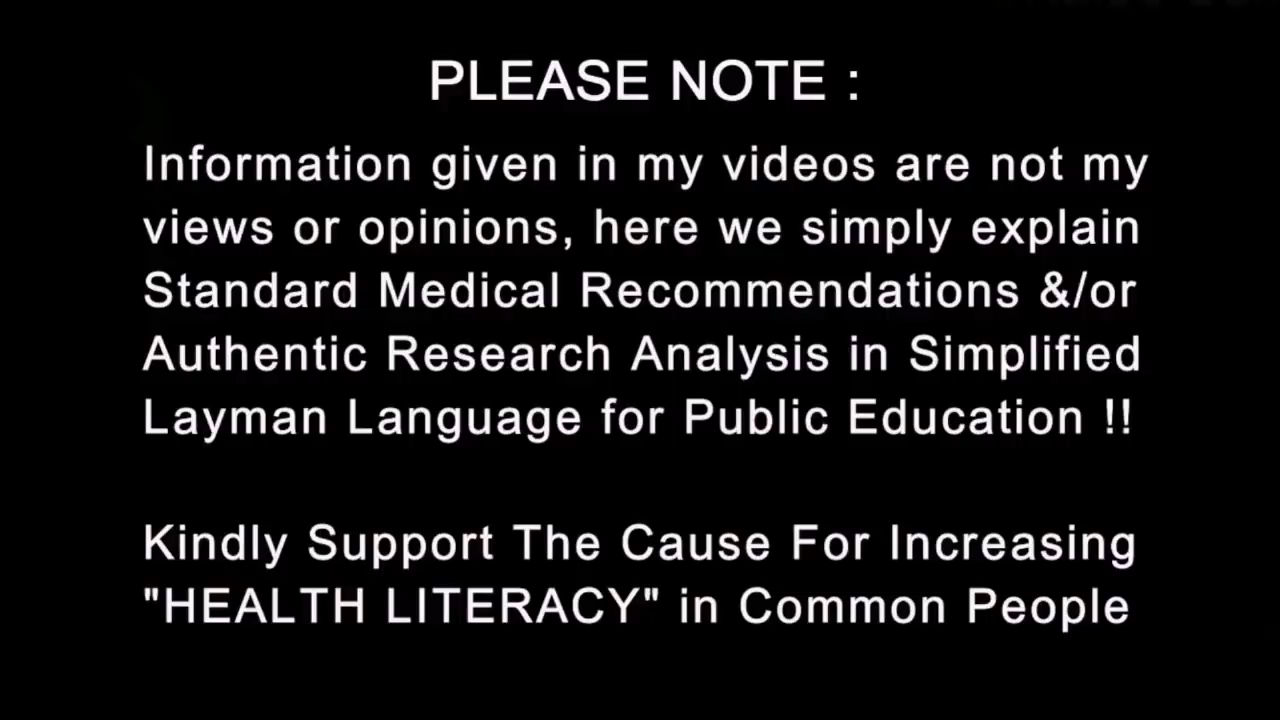 PLEASE NOTE :
Information given in my videos are not my
views or opinions, here we simply explain
Standard Medical Recommendations &/or
Authentic Research Analysis in Simplified
Layman Language for Public Education !!
Kindly Support The Cause For Increasing
"HEALTH LITERACY" in Common People